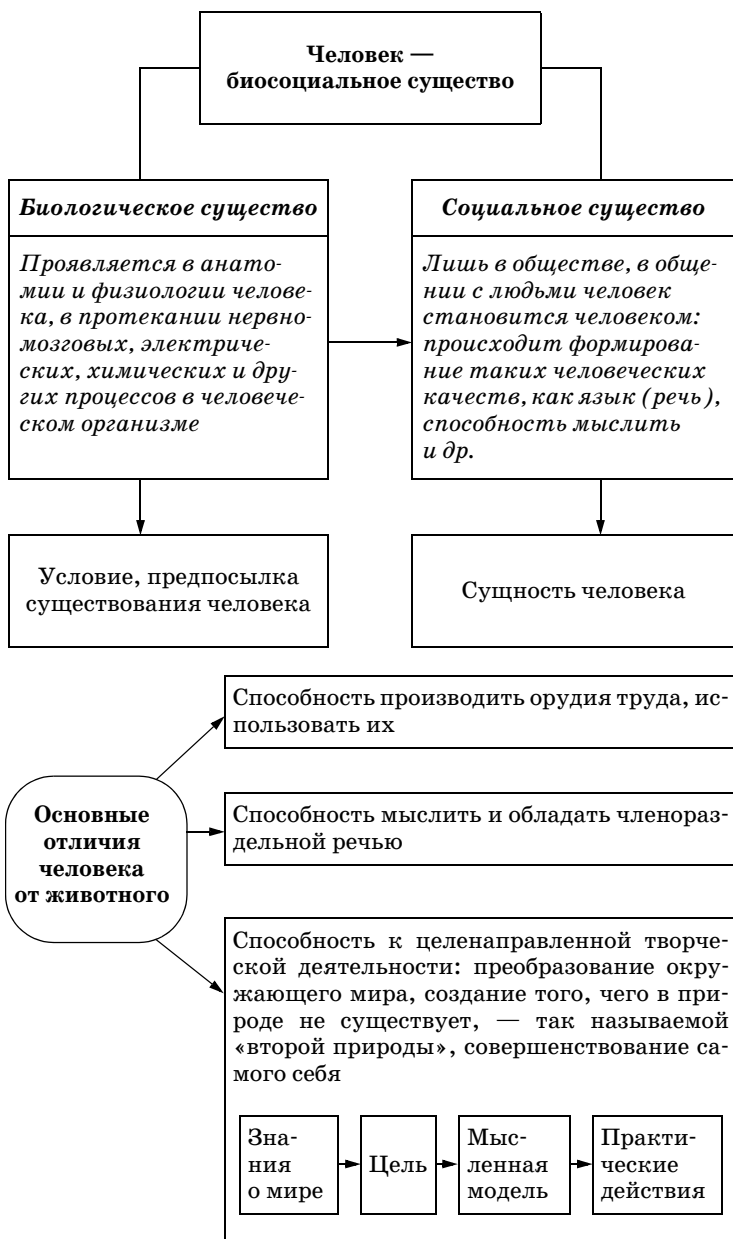 Человек —
биосоциальное существо
Биологическое существо
Проявляется в анато-
мии и физиологии челове-
ка, в протекании нервно-
мозговых, электриче-
ских, химических и дру-
гих процессов в человече-
ском организме
Социальное существо
Лишь в обществе, в обще-
нии с людьми человек
становится человеком:
происходит формирова-
ние таких человеческих
качеств, как язык (речь),
способность мыслить
и др.
Условие, предпосылка
существования человека
Сущность человека
Основные
отличия
человека
от животного
Способность производить орудия труда, ис-
пользовать их
Способность мыслить и обладать членораз-
дельной речью
Способность к целенаправленной творче-
ской деятельности: преобразование окру-
жающего мира, создание того, чего в при-
роде не существует, — так называемой
«второй природы», совершенствование са-
мого себя
Зна-
ния
о мире
Цель
Мыс-
ленная
модель
Практи-
ческие
действия